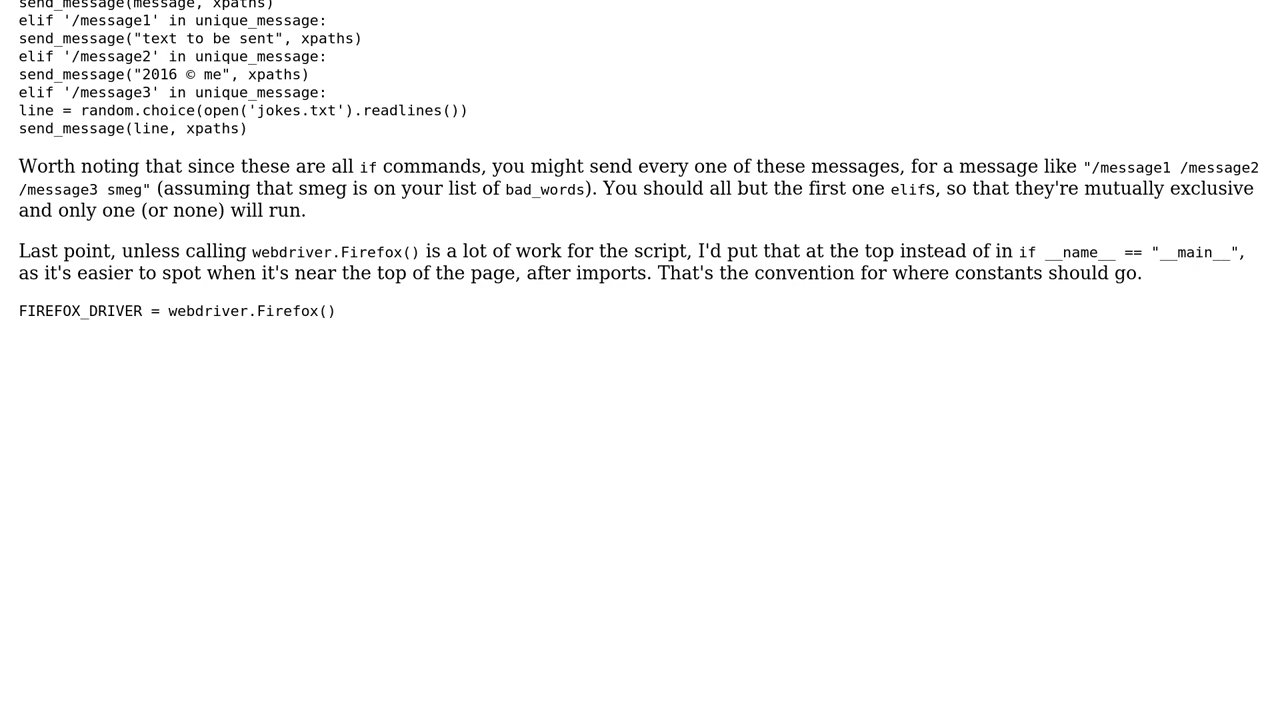 send_message(message, xpaths)
elif '/message1' in unique_message:
send_message("text to be sent", xpaths)
elif '/message2' in unique_message:
send_message("2016 © me", xpaths)
elif '/message3' in unique_message:
line = random.choice(open('jokes.txt').readlines())
send_message(line, xpaths)
Worth noting that since these are all if commands, you might send every one of these messages, for a message like "/message1 /message2
/message3 smeg" (assuming that smeg is on your list of bad_words). You should all but the first one elifs, so that they're mutually exclusive
and only one (or none) will run.
Last point, unless calling webdriver.Firefox() is a lot of work for the script, I'd put that at the top instead of in if __name__ == "__main__",
as it's easier to spot when it's near the top of the page, after imports. That's the convention for where constants should go.
FIREFOX_DRIVER = webdriver.Firefox()